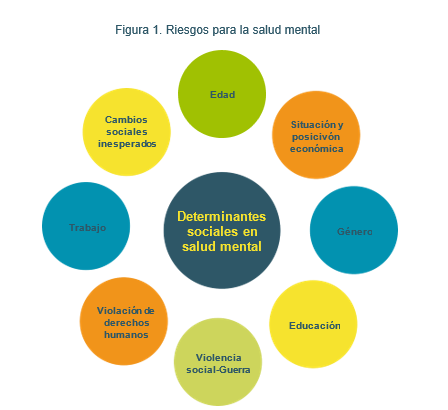 Figura 1. Riesgos para la salud mental
Edad
Situación y
posicivón
económica
Género
Educación
Violencia
social-Guerra
Violación de
derechos
humanos
Trabajo
Cambios
sociales
inesperados
Determinantes
sociales en
salud mental